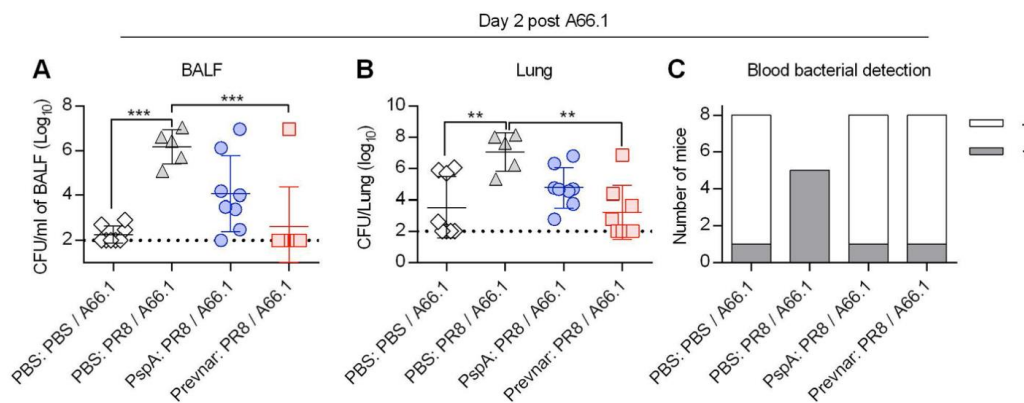 Day 2 post A66.1
A
BALF
CFU/ml of BALF (Log10)
8
6
4
2
***
***
PBS: PBS / A66.1
PBS: PR8 / A66.1
PspA: PR8 / A66.1
Prevnar: PR8 / A66.1
B
Lung
CFU/Lung (log10)
10
8
6
4
2
0
**
**
PBS: PBS / A66.1
PBS: PR8 / A66.1
PspA: PR8 / A66.1
Prevnar: PR8 / A66.1
C
Blood bacterial detection
Number of mice
8
6
4
2
0
PBS: PBS / A66.1
PBS: PR8 / A66.1
PspA: PR8 / A66.1
Prevnar: PR8 / A66.1